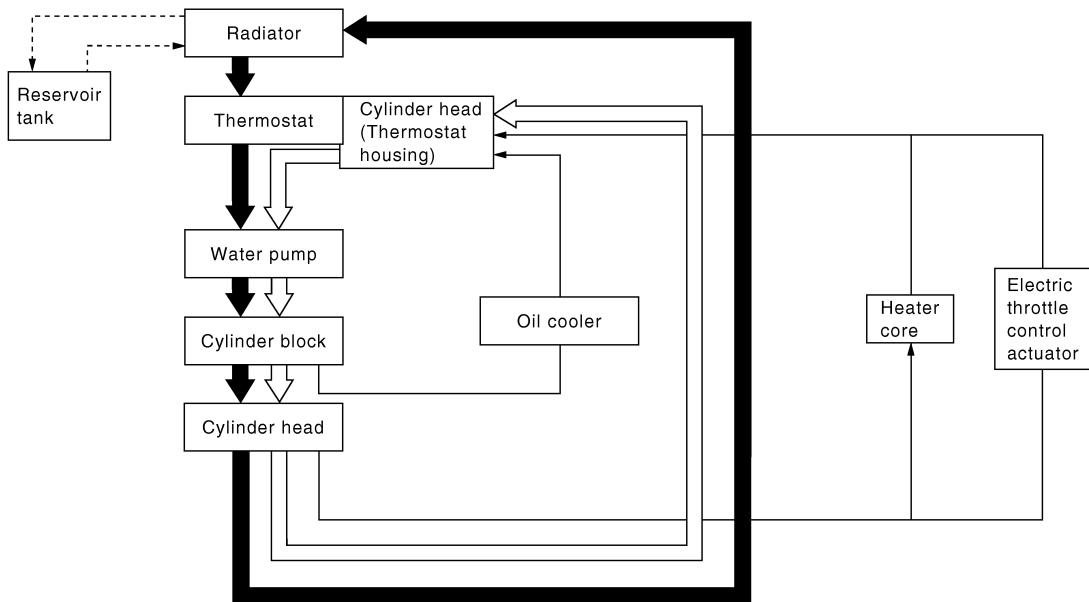 Radiator
Reservoir
tank
Thermostat
Cylinder head
(Thermostat
housing)
Water pump
Cylinder block
Oil cooler
Heater
core
Electric
throttle
control
actuator
Cylinder head